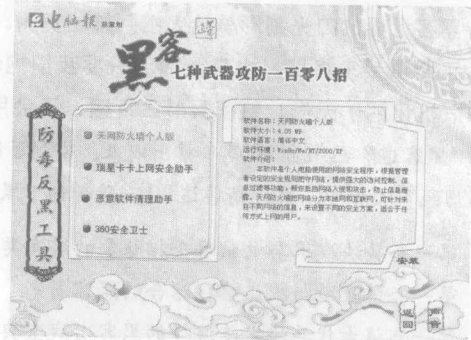 电脑报
黑客
七种武器攻防一百零八招
防毒反黑工具
天网防火墙个人版
瑞星卡卡上网安全助手
恶意软件清理助手
360安全卫士
软件名称：天网防火墙个人版
软件大小：4.05 MB
软件语言：简体中文
运行环境：Win9x/Me/NT/2000/XP
软件介绍：
本软件是个人电脑使用的网络安全程序，根据管理
者设定的安全规则把守网络，提供强大的访问控制、信
息过滤等功能，帮你抵挡网络入侵和攻击，防止信息泄
露。天网防火墙把网络分为本地网和互联网，可针对来
自不同网络的信息，来设置不同的安全方案，适合于任
何方式上网的用户。
安装
返回
声音